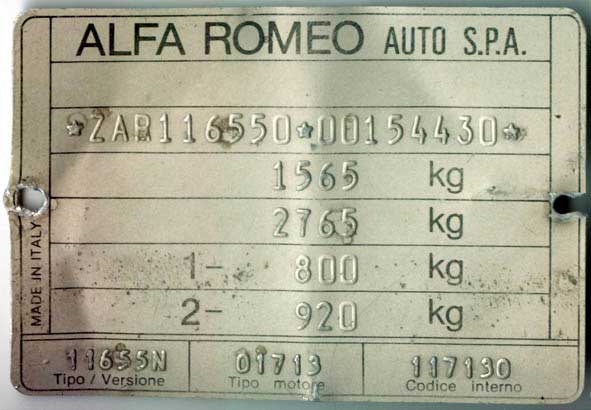 ALFA ROMEO AUTO S.P.A.
*ZAR116550*00154430*
1565 kg
2765 kg
1- 800 kg
2- 920 kg
MADE IN ITALY
11655N 01713 117130
Tipo / Versione Tipo motore Codice interno